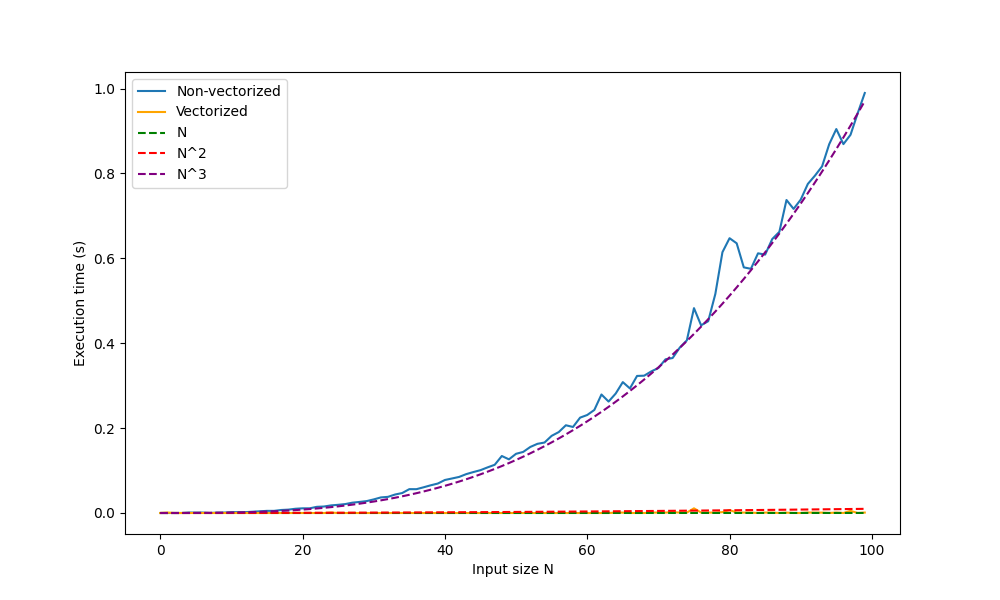 Non-vectorized
Vectorized
N
N^2
N^3
1.0
0.8
0.6
0.4
0.2
0.0
Execution time (s)
0 20 40 60 80 100
Input size N